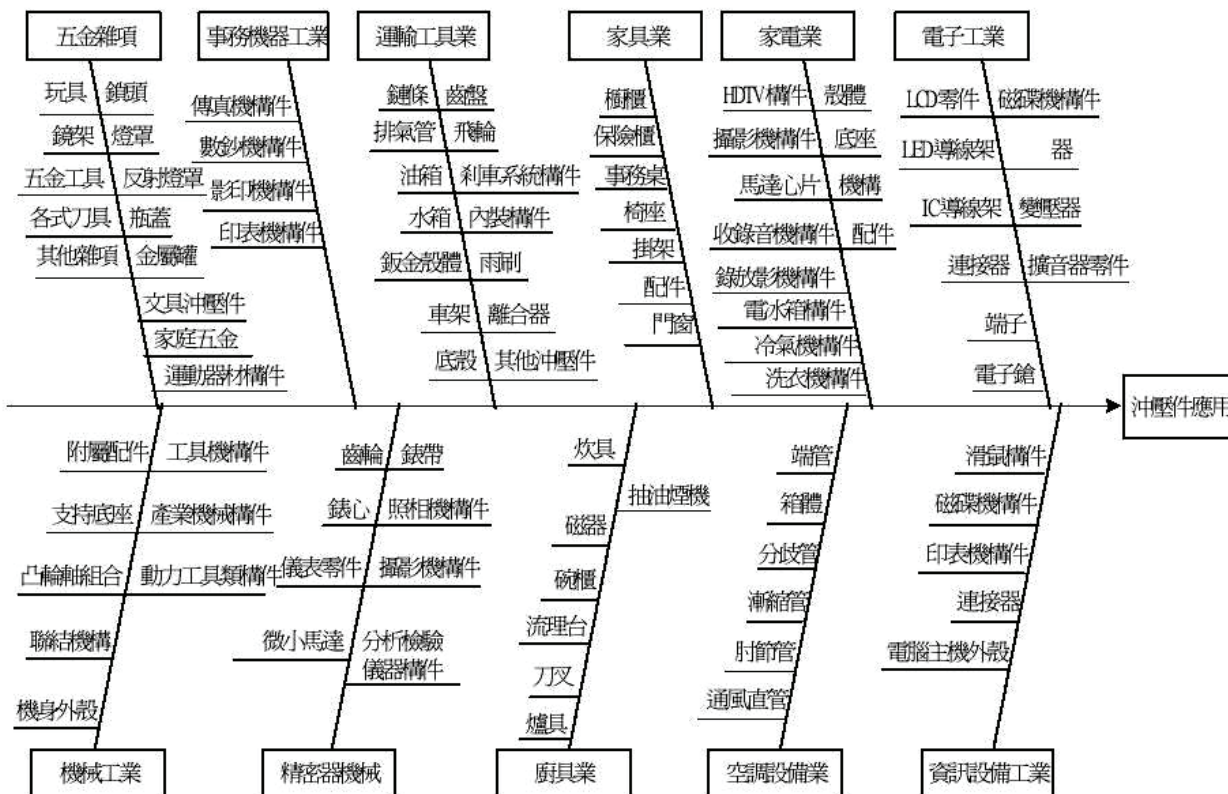 五金雜項 事務機器工業 運輸工具業 家具業 家電業 電子工業
玩具 鎖頭
鏡架 燈罩
五金工具 反射燈罩
各式刀具 瓶蓋
其他雜項 金屬罐
文具沖壓件
家庭五金
運動器材構件
傳真機構件
數鈔機構件
影印機構件
印表機構件
鏈條 齒盤
排氣管 飛輪
油箱 剎車系統構件
水箱 內裝構件
鈑金殼體 雨刷
車架 離合器
底殼 其他沖壓件
櫥櫃
保險櫃
事務桌
椅座
掛架
配件
門窗
HDTV構件 殼體
攝影機構件 底座
馬達心片 機構
收錄音機構件 配件
錄放影機構件
電冰箱構件
冷氣機構件
洗衣機構件
LCD零件 磁碟機構件
LED導線架 器
IC導線架 變壓器
連接器 擴音器零件
端子
電子鎗
沖壓件應用
附屬配件 工具機構件
支持底座 產業機械構件
凸輪軸組合 動力工具類構件
聯結機構
機身外殼
齒輪 錶帶
錶心 照相機構件
儀表零件 攝影機構件
微小馬達 分析檢驗
儀器構件
炊具
抽油煙機
磁器
碗櫃
流理台
刀叉
爐具
端管
箱體
分歧管
漸縮管
肘節管
通風直管
滑鼠構件
磁碟機構件
印表機構件
連接器
電腦主機外殼
機械工業 精密器機械 廚具業 空調設備業 資訊設備工業